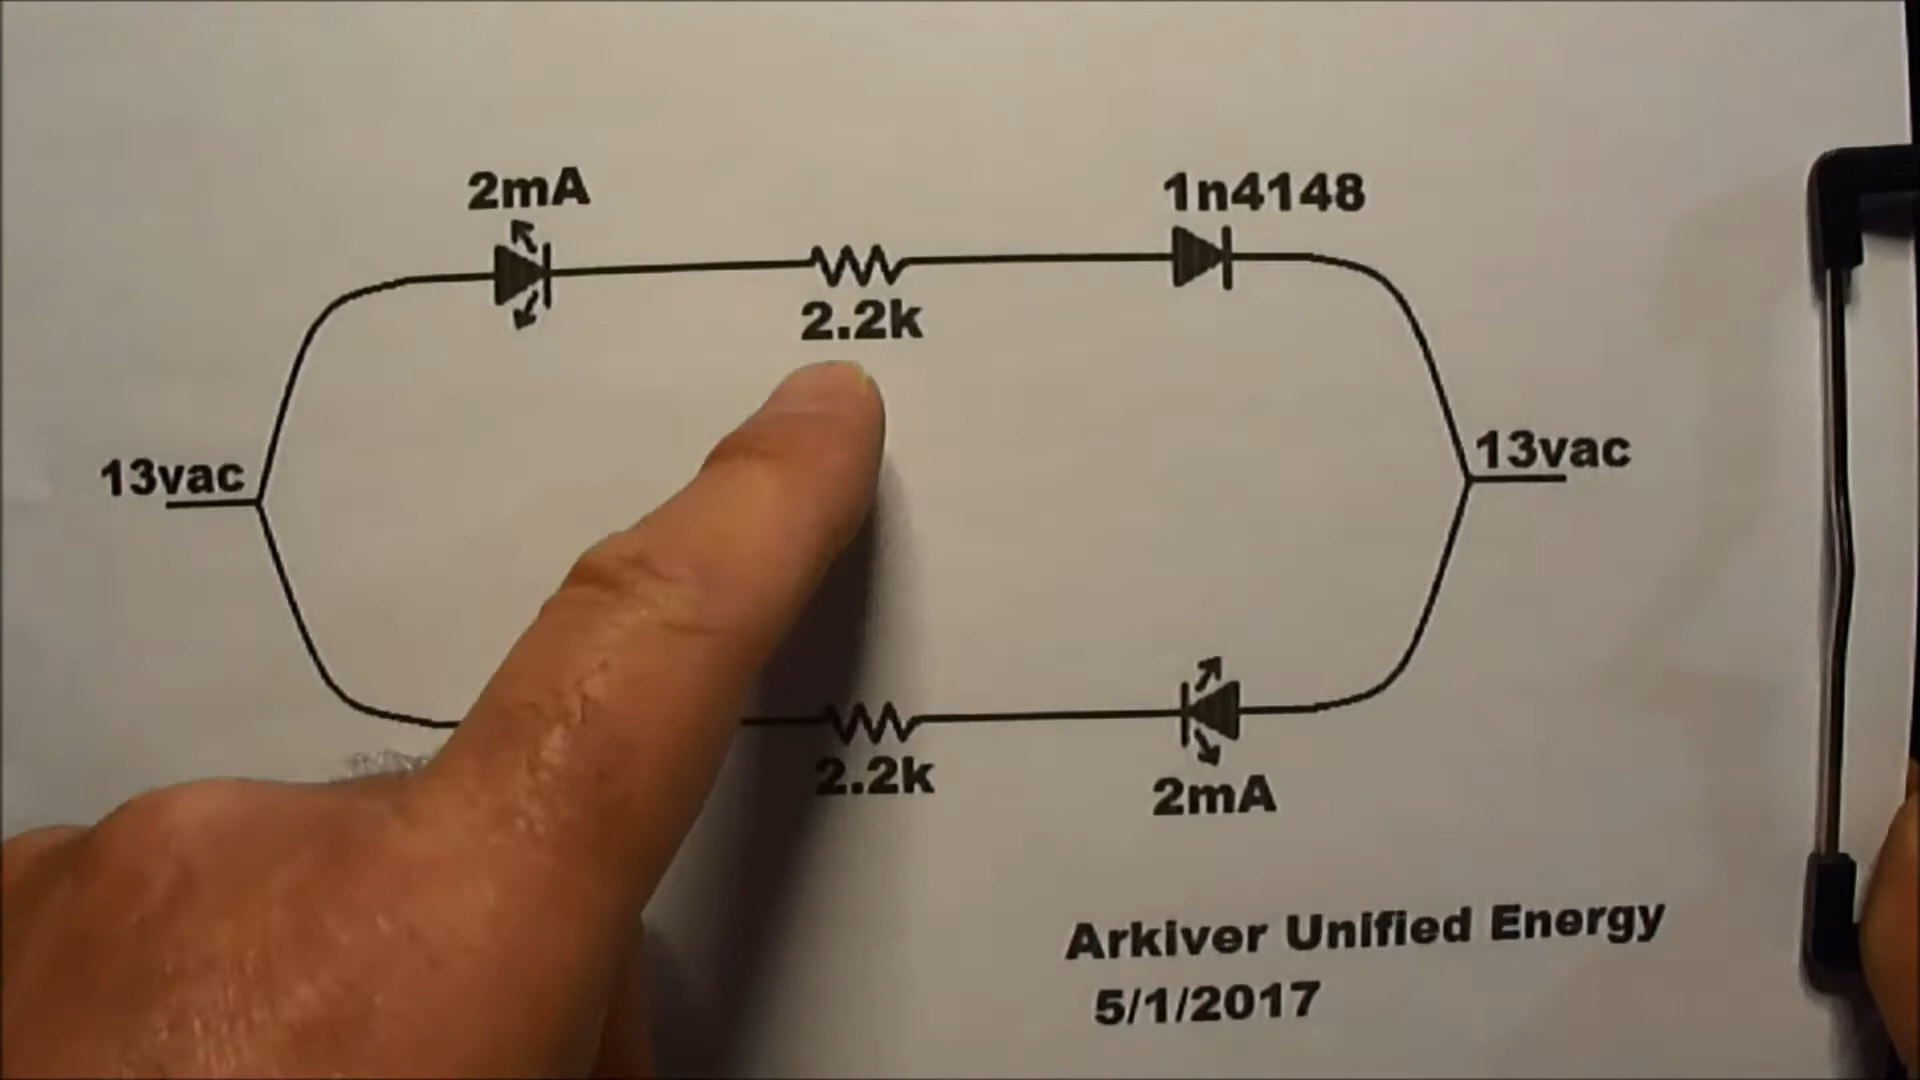 2mA
1n4148
2.2k
13vac
13vac
2.2k
2mA
Arkiver Unified Energy
5/1/2017